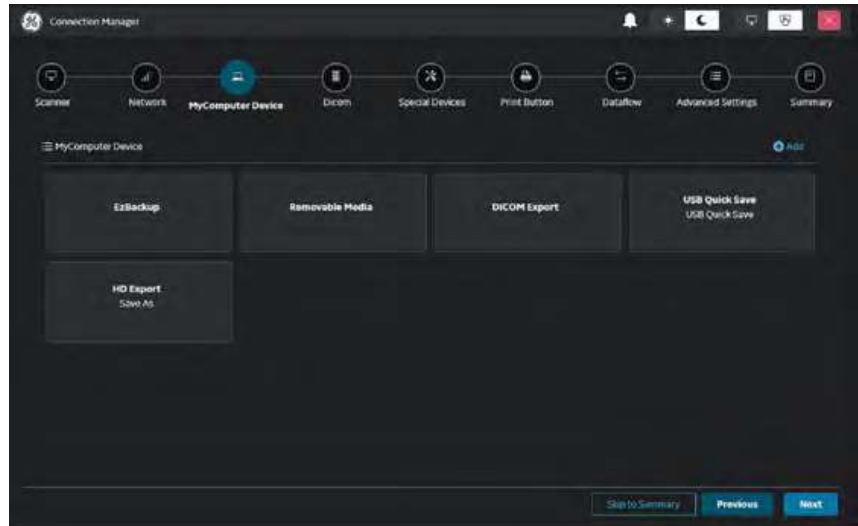 Connection Manager
Scanner Network MyComputer Device Dicom Special Devices Print Button Dataflow Advanced Settings Summary
MyComputer Device Add
EzBackup Removable Media DICOM Export USB Quick Save
USB Quick Save
HD Export
Save As
Skip to Summary Previous Next